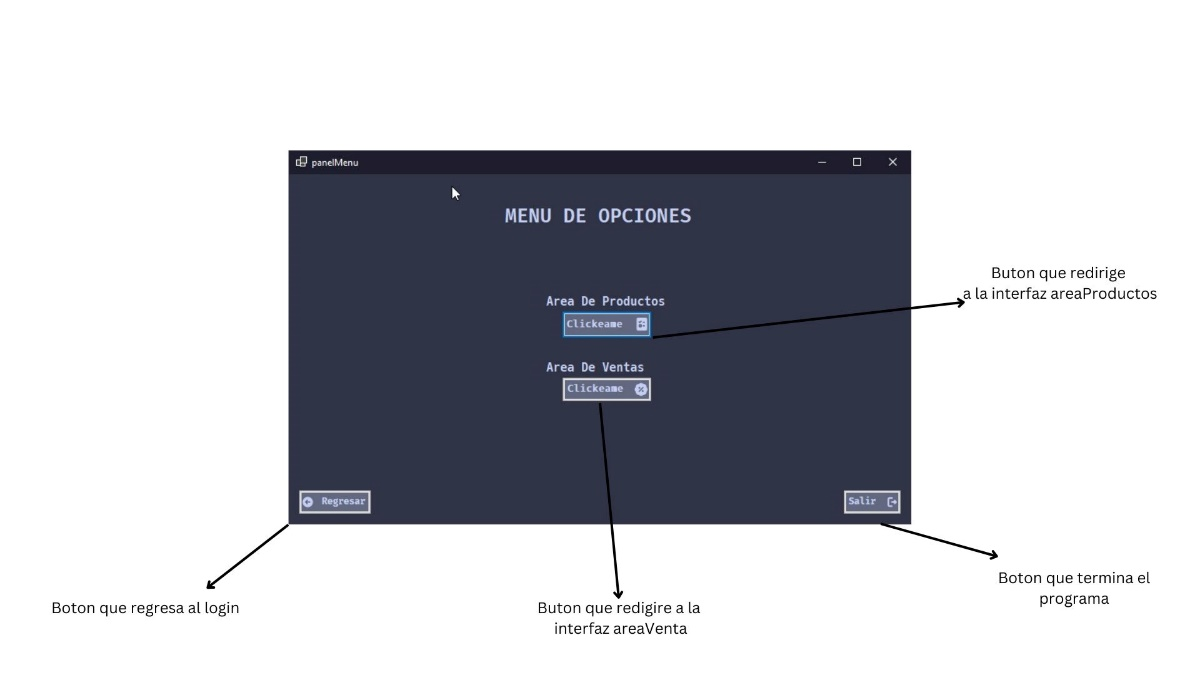 panelMenu
MENU DE OPCIONES
Buton que redirige
a la interfaz areaProductos
Area De Productos
Clickeame
Area De Ventas
Clickeame
Regresar
Salir
Boton que regresa al login
Buton que redigire a la
interfaz areaVenta
Boton que termina el
programa